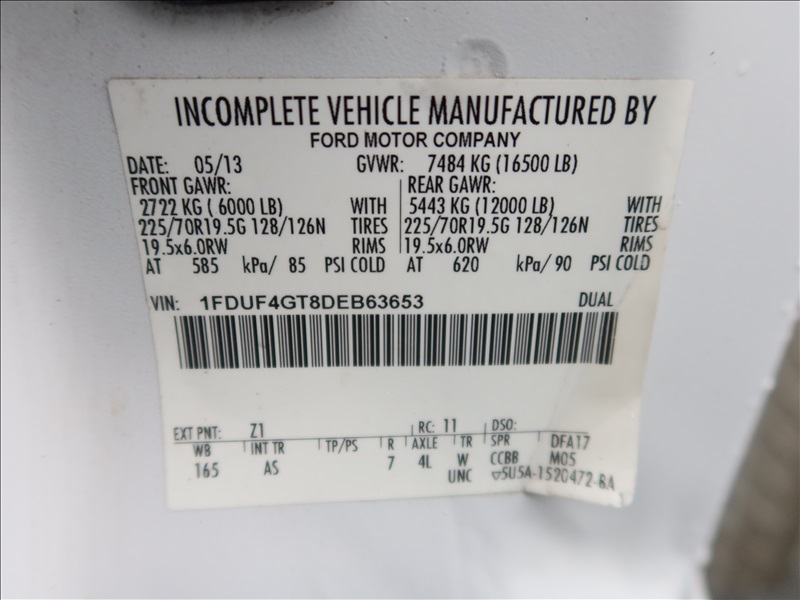 INCOMPLETE VEHICLE MANUFACTURED BY
FORD MOTOR COMPANY
DATE: 05/13 GVWR: 7484 KG (16500 LB)
FRONT GAWR: REAR GAWR:
2722 KG ( 6000 LB) WITH 5443 KG (12000 LB) WITH
225/70R19.5G 128/126N TIRES 225/70R19.5G 128/126N TIRES
19.5x6.0RW RIMS 19.5x6.0RW RIMS
AT 585 kPa/ 85 PSI COLD AT 620 kPa/ 90 PSI COLD
VIN: 1FDUF4GT8DEB63653 DUAL
EXT PNT: Z1 RC: 11 DSO:
WB INT TR TP/PS R AXLE TR SPR DFA17
165 AS 7 4L W CCBB M05
UNC ▽5U5A-1520472-BA